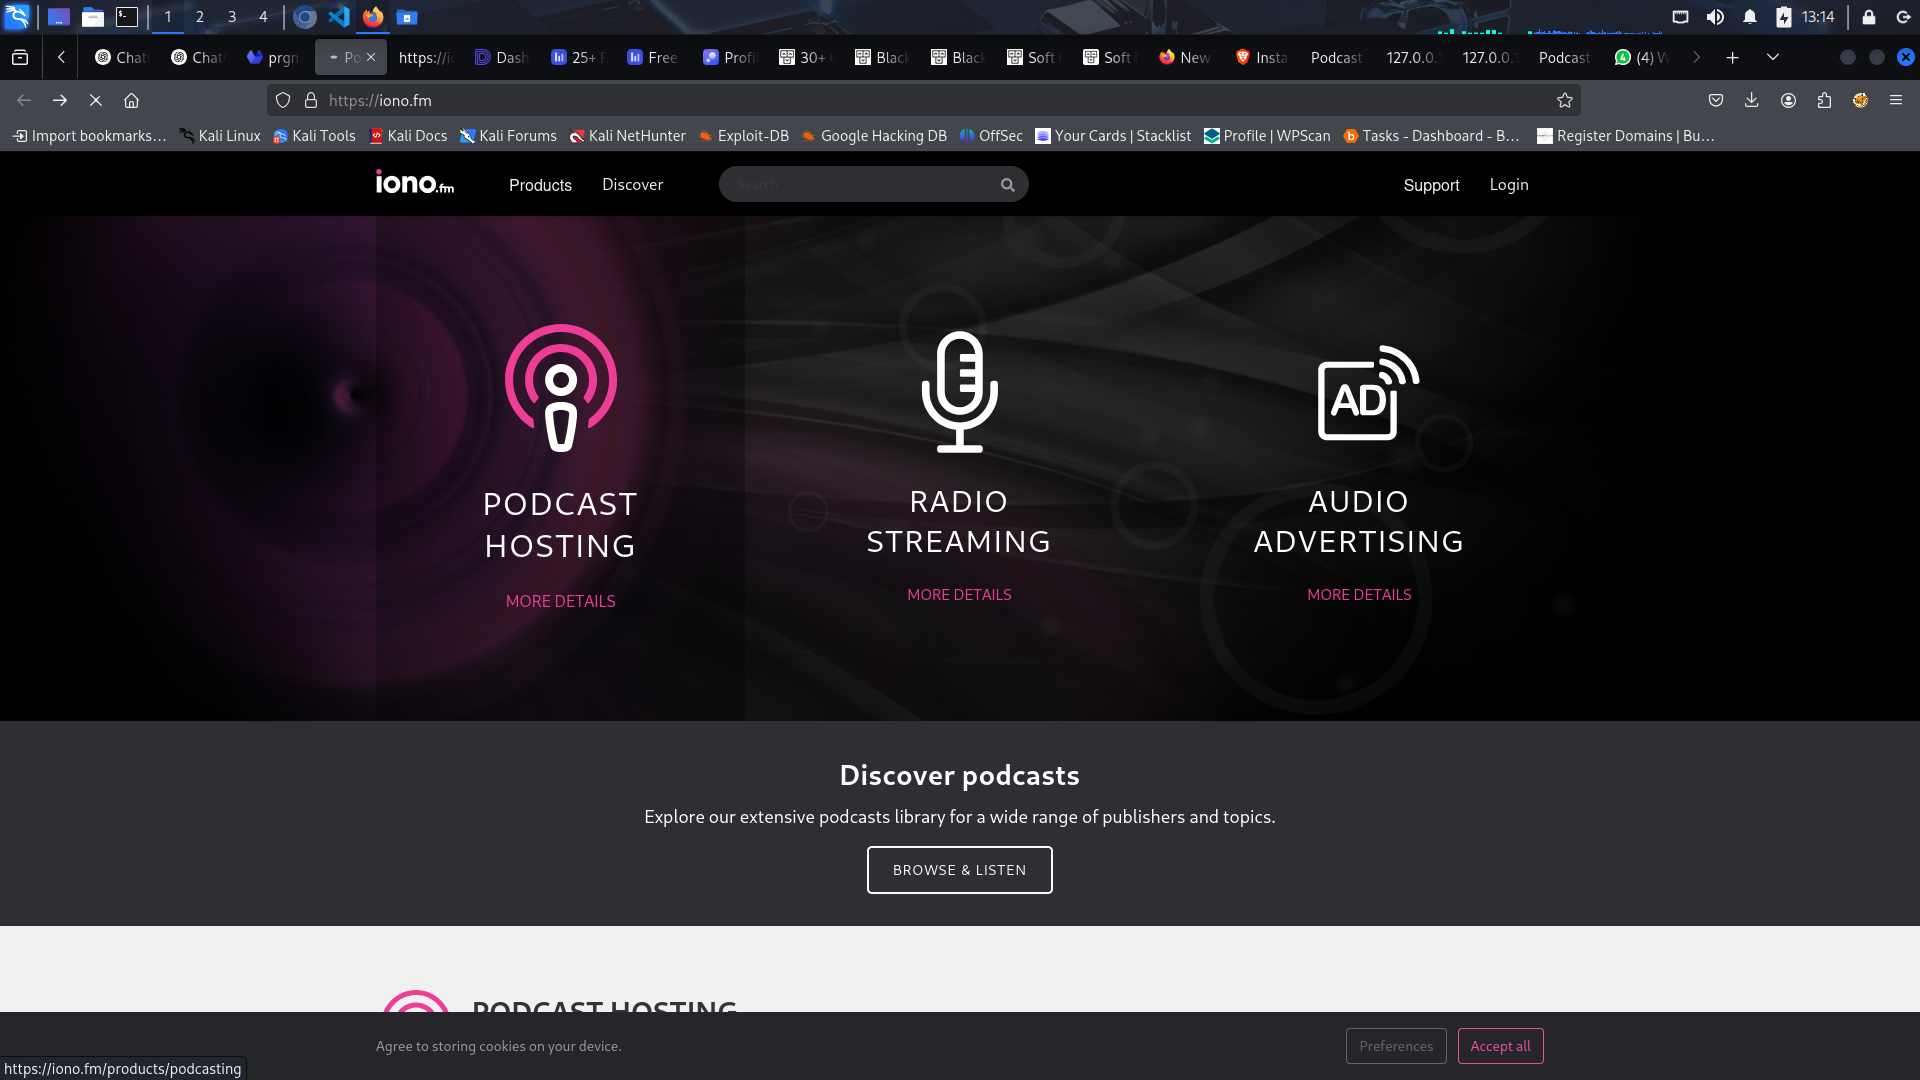 1 2 3 4 13:14
Chat Chat prgn Po https:// Dash 25+ Free Profi 30+ Black Black Soft Soft New Insta Podcast 127.0.0. 127.0.0. Podcast (4)
https://iono.fm
Import bookmarks... Kali Linux Kali Tools Kali Docs Kali Forums Kali NetHunter Exploit-DB Google Hacking DB OffSec Your Cards | Stacklist Profile | WPScan Tasks - Dashboard - B... Register Domains | Bu...
iono.fm Products Discover Search Support Login
AD
PODCAST
HOSTING
MORE DETAILS
RADIO
STREAMING
MORE DETAILS
AUDIO
ADVERTISING
MORE DETAILS
Discover podcasts
Explore our extensive podcasts library for a wide range of publishers and topics.
BROWSE & LISTEN
PODCAST HOSTING
Agree to storing cookies on your device. Preferences Accept all
https://iono.fm/products/podcasting